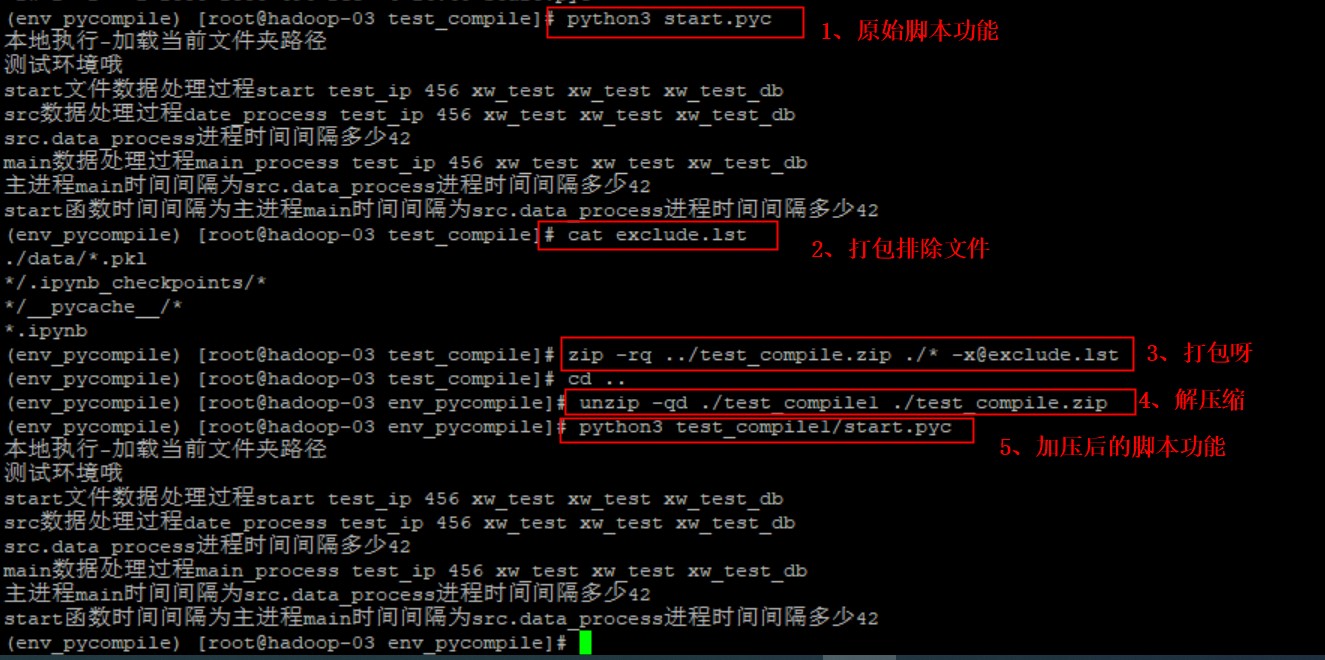 (env_pycompile) [root@hadoop-03 test_compile]# python3 start.pyc 1、原始脚本功能
本地执行-加载当前文件夹路径
测试环境哦
start文件数据处理过程start test_ip 456 xw_test xw_test xw_test_db
src数据处理过程date_process test_ip 456 xw_test xw_test xw_test_db
src.data_process进程时间间隔多少42
main数据处理过程main_process test_ip 456 xw_test xw_test xw_test_db
主进程main时间间隔为src.data_process进程时间间隔多少42
start函数时间间隔为主进程main时间间隔为src.data_process进程时间间隔多少42
(env_pycompile) [root@hadoop-03 test_compile]# cat exclude.lst 2、打包排除文件
./data/*.pkl
*/.ipynb_checkpoints/*
*/__pycache__/*
*.ipynb
(env_pycompile) [root@hadoop-03 test_compile]# zip -rq ../test_compile.zip ./* -x@exclude.lst 3、打包呀
(env_pycompile) [root@hadoop-03 test_compile]# cd ..
(env_pycompile) [root@hadoop-03 env_pycompile]# unzip -qd ./test_compile1 ./test_compile.zip 4、解压缩
(env_pycompile) [root@hadoop-03 env_pycompile]# python3 test_compile1/start.pyc 5、加压后的脚本功能
本地执行-加载当前文件夹路径
测试环境哦
start文件数据处理过程start test_ip 456 xw_test xw_test xw_test_db
src数据处理过程date_process test_ip 456 xw_test xw_test xw_test_db
src.data_process进程时间间隔多少42
main数据处理过程main_process test_ip 456 xw_test xw_test xw_test_db
主进程main时间间隔为src.data_process进程时间间隔多少42
start函数时间间隔为主进程main时间间隔为src.data_process进程时间间隔多少42
(env_pycompile) [root@hadoop-03 env_pycompile]#